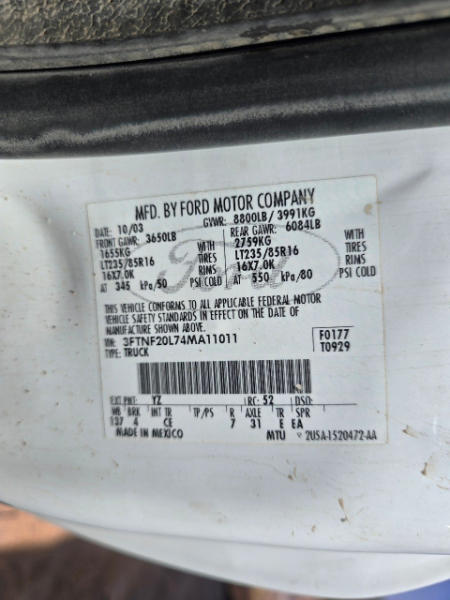 MFD. BY FORD MOTOR COMPANY
DATE: 10/03 GVWR: 8800LB/ 3991KG
FRONT GAWR: 3650LB REAR GAWR: 6084LB
1655KG WITH 2759KG WITH
LT235/85R16 TIRES LT235/85R16 TIRES
16X7.0K RIMS 16X7.0K RIMS
AT 345 kPa/50 PSI COLD AT 550 kPa/80 PSI COLD
THIS VEHICLE CONFORMS TO ALL APPLICABLE FEDERAL MOTOR
VEHICLE SAFETY STANDARDS IN EFFECT ON THE DATE OF
MANUFACTURE SHOWN ABOVE.
VIN: 3FTNF20L74MA11011 F0177
TYPE: TRUCK T0929
EXT PNT: YZ RC: 52 DSO:
WB BRK INT TR TP/PS R AXLE TR SPR
137 4 CE 7 31 E EA
MADE IN MEXICO MTU 2U5A-1520472-AA
Ford